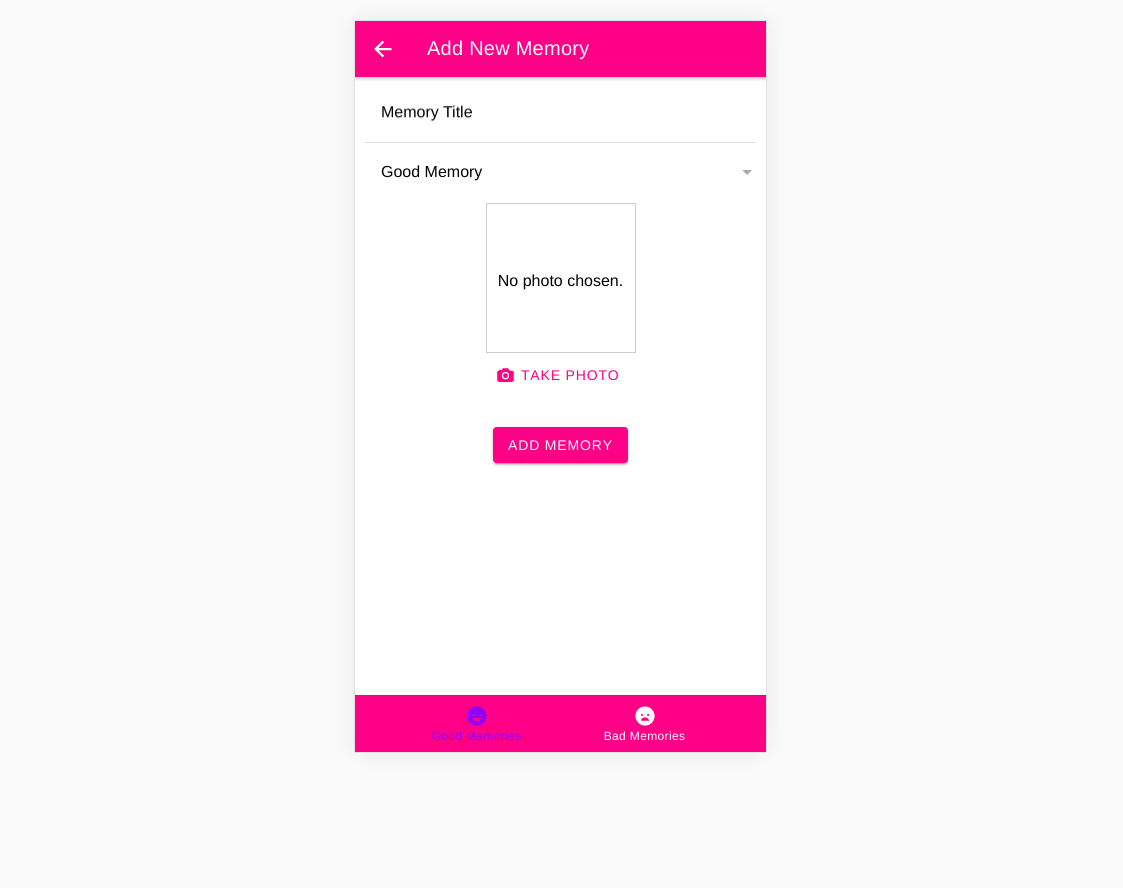 Add New Memory
Memory Title
Good Memory
No photo chosen.
TAKE PHOTO
ADD MEMORY
Good Memories
Bad Memories